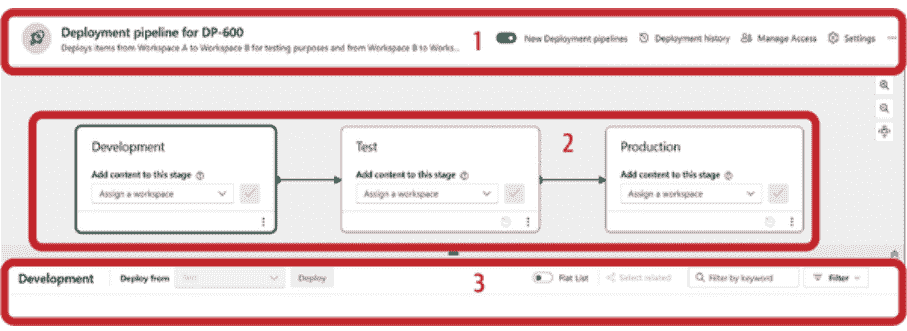 Deployment pipeline for DP-600
Deploys items from Workspace A to Workspace B for testing purposes and from Workspace B to Works...
1
New Deployment pipelines
Deployment history
Manage Access
Settings
2
Development
Add content to this stage
Assign a workspace
Test
Add content to this stage
Assign a workspace
Production
Add content to this stage
Assign a workspace
3
Development
Deploy from
Test
Deploy
Flat List
Select related
Filter by keyword
Filter